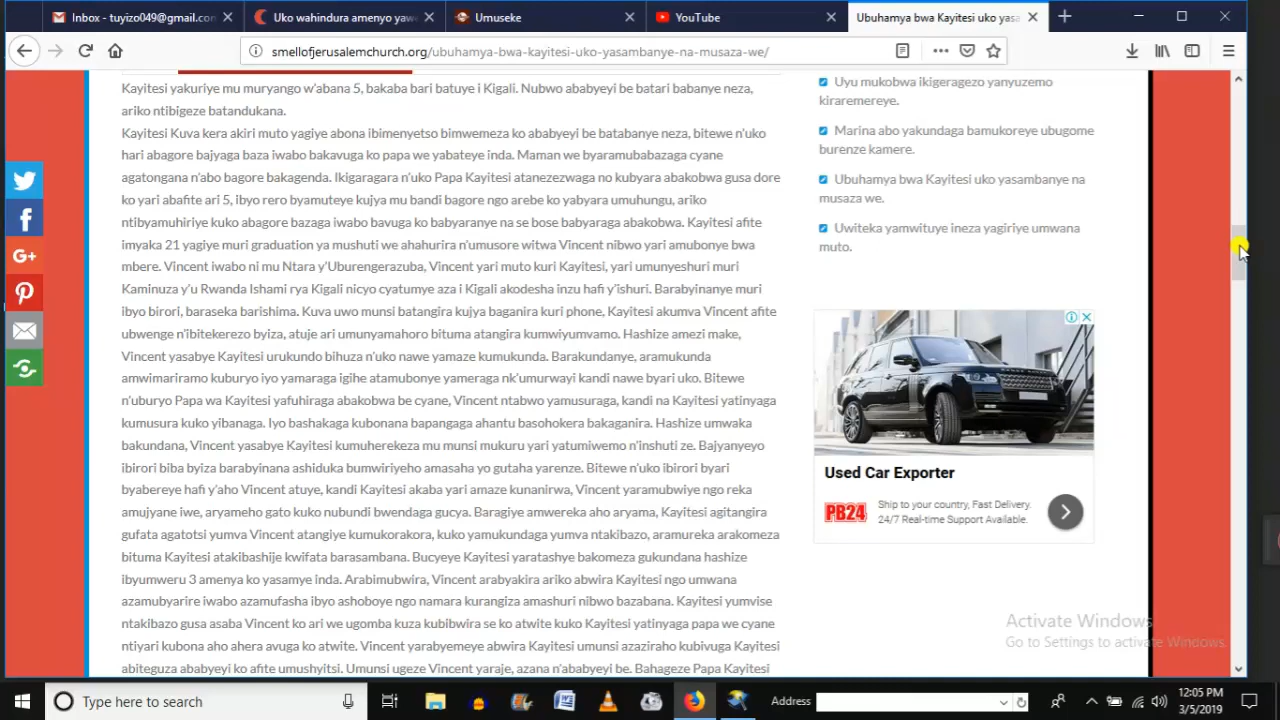 Inbox - tuyizo049@gmail.con
Uko wahindura amenyo yaw
Umuseke
YouTube
Ubuhamya bwa Kayitesi uko yasa
smellofjerusalemchurch.org/ubuhamya-bwa-kayitesi-uko-yasambanye-na-musaza-we/
Kayitesi yakuriye mu muryango w'abana 5, bakaba bari batuye i Kigali. Nubwo ababyeyi be batari babanye neza,
ariko ntibigeze batandukana.
Kayitesi Kuva kera akiri muto yagiye abona ibimenyetso bimwemeza ko ababyeyi be batabanye neza, bitewe n'uko
hari abagore bajyaga baza iwabo bakavuga ko papa we yabateye inda. Maman we byaramubabazaga cyane
agatongana n'abo bagore bakagenda. Ikigaragara n'uko Papa Kayitesi atanezezwaga no kubyara abakobwa gusa dore
ko yari abafite ari 5, ibyo rero byamuteye kujya mu bandi bagore ngo arebe ko yabyara umuhungu, ariko
ntibyamuhiriye kuko abagore bazaga iwabo bavuga ko babyaranye na se bose babyaraga abakobwa. Kayitesi afite
imyaka 21 yagiye muri graduation ya mushuti we ahahurira n'umusore witwa Vincent nibwo yari amubonye bwa
mbere. Vincent iwabo ni mu Ntara y'Uburengerazuba, Vincent yari muto kuri Kayitesi, yari umunyeshuri muri
Kaminuza y'u Rwanda Ishami rya Kigali nicyo cyatumye aza i Kigali akodesha inzu hafi y'ishuri. Barabyinanye muri
ibyo birori, baraseka barishima. Kuva uwo munsi batangira kujya baganira kuri phone, Kayitesi akumva Vincent afite
ubwenge n'ibitekerezo byiza, atuje ari umunyamahoro bituma atangira kumwiyumvamo. Hashize amezi make,
Vincent yasabye Kayitesi urukundo bihuza n'uko nawe yamaze kumukunda. Barakundanye, aramukunda
amwimariramo kuburyo iyo yamaraga igihe atamubonye yameraga nk'umurwayi kandi nawe byari uko. Bitewe
n'uburyo Papa wa Kayitesi yafuhiraga abakobwa be cyane, Vincent ntabwo yamusuraga, kandi na Kayitesi yatinyaga
kumusura kuko yibanaga. Iyo bashakaga kubonana bapangaga ahantu basohokera bakaganira. Hashize umwaka
bakundana, Vincent yasabye Kayitesi kumuherekeza mu munsi mukuru yari yatumiwemo n'inshuti ze. Bajyanyeyo
ibirori biba byiza barabyinana ashiduka bumwiriyeho amasaha yo gutaha yarenze. Bitewe n'uko ibirori byari
byabereye hafi y'aho Vincent atuye, kandi Kayitesi akaba yari amaze kunanirwa, Vincent yaramubwiye ngo reka
amujyane iwe, aryaneho gato kuko nubundi bwendaga gucya. Baragiye amwereka aho aryama, Kayitesi agitangira
gufata agatotsi yumva Vincent atangiye kumukorakora, kuko yamukundaga yumva ntakibazo, aramureka arakomeza
bituma Kayitesi atakibashije kwifata barasambana. Bucyeye Kayitesi yaratashye bakomeza gukundana hashize
ibyumweru 3 amenya ko yasamye inda. Arabimubwira, Vincent arabyakira ariko abwira Kayitesi ngo umwana
azamubyarire iwabo azamufasha ibyo ashoboye ngo namara kurangiza amashuri nibwo bazabana. Kayitesi yumvise
ntakibazo gusa asaba Vincent ko ari we ugomba kuza kubibwira se ko atwite kuko Kayitesi yatinyaga papa we cyane
ntiyari kubona aho ahera avuga ko atwite. Vincent yarabyemeye abwira Kayitesi umunsi azaziraho kubivuga Kayitesi
abiteguza ababyeyi ko afite umushyitsi. Umunsi ugeze Vincent yaraje, azana n'ababyeyi be. Bahageze Papa Kayitesi
Uyu mukobwa ikigeragezo yanyuzemo
kiraremereye.
Marina abo yakundaga bamukoreye ubugome
burenze kamere.
Ubuhamya bwa Kayitesi uko yasambanye na
musaza we.
Uwiteka yamwituye ineza yagiriye umwana
muto.
Used Car Exporter
PB24
Ship to your country, Fast Delivery.
24/7 Real-time Support Available.
Activate Windows
Go to Settings to activate Windows.
Type here to search
Address
12:05 PM
3/5/2019